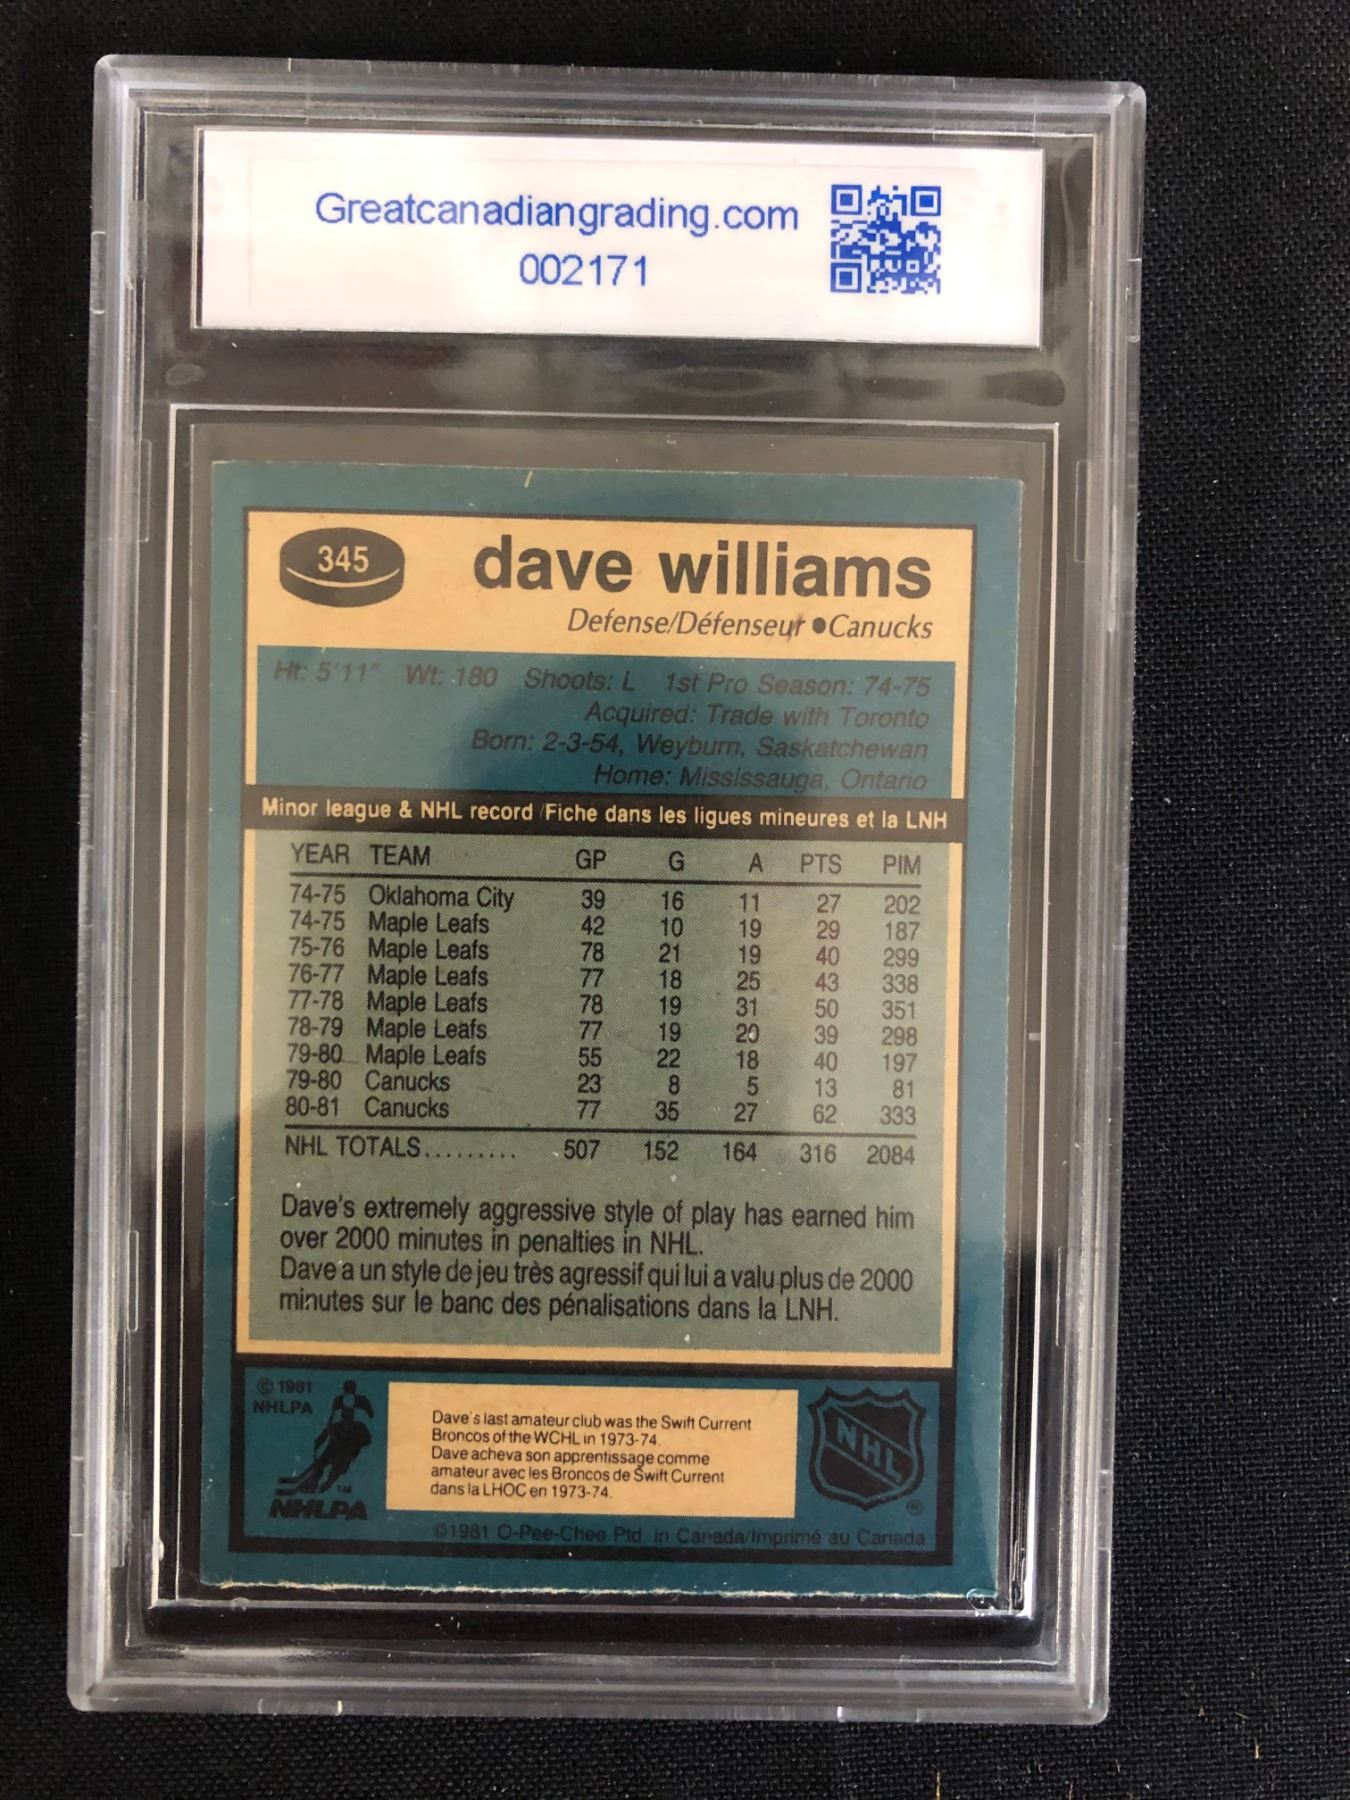 Greatcanadiangrading.com
002171
345
dave williams
Defense/Défenseur •Canucks
Ht: 5'11" Wt: 180 Shoots: L 1st Pro Season: 74-75
Acquired: Trade with Toronto
Born: 2-3-54, Weyburn, Saskatchewan
Home: Mississauga, Ontario
Minor league & NHL record /Fiche dans les ligues mineures et la LNH
YEAR TEAM GP G A PTS PIM
74-75 Oklahoma City 39 16 11 27 202
74-75 Maple Leafs 42 10 19 29 187
75-76 Maple Leafs 78 21 19 40 299
76-77 Maple Leafs 77 18 25 43 338
77-78 Maple Leafs 78 19 31 50 351
78-79 Maple Leafs 77 19 20 39 298
79-80 Maple Leafs 55 22 18 40 197
79-80 Canucks 23 8 5 13 81
80-81 Canucks 77 35 27 62 333
NHL TOTALS......... 507 152 164 316 2084
Dave's extremely aggressive style of play has earned him
over 2000 minutes in penalties in NHL.
Dave a un style de jeu très agressif qui lui a valu plus de 2000
minutes sur le banc des pénalisations dans la LNH.
© 1981
NHLPA
Dave's last amateur club was the Swift Current
Broncos of the WCHL in 1973-74.
Dave acheva son apprentissage comme
amateur avec les Broncos de Swift Current
dans la LHOC en 1973-74.
TM
NHLPA
NHL
®
©1981 O-Pee-Chee Ptd. in Canada/Imprimé au Canada